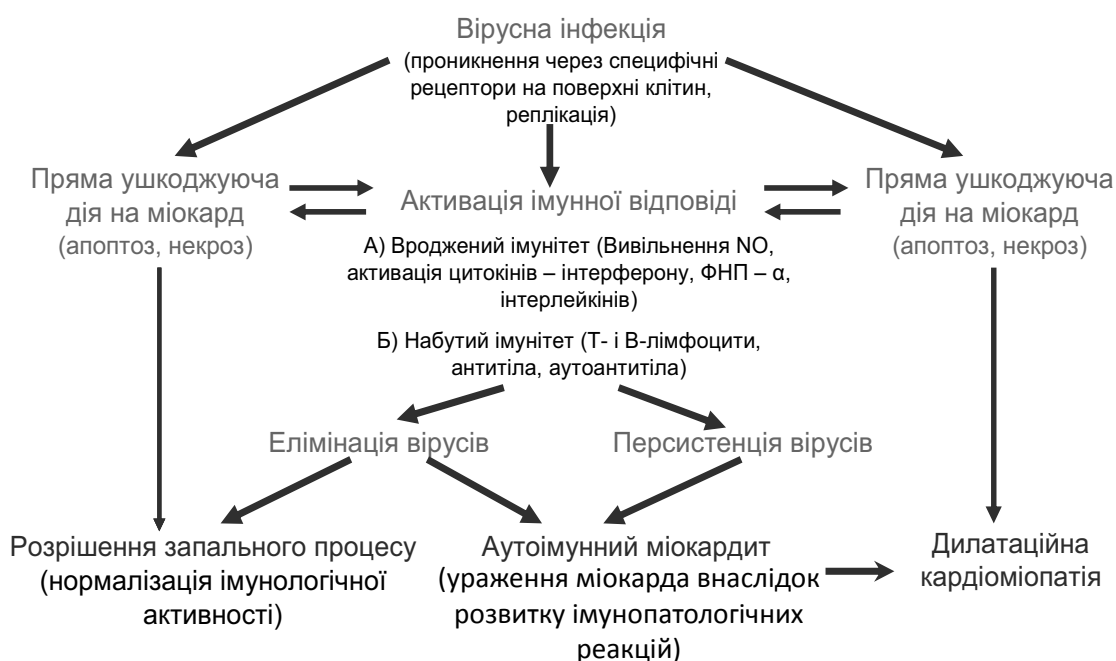 Вірусна інфекція
(проникнення через специфічні
рецептори на поверхні клітин,
реплікація)
Пряма ушкоджуюча
дія на міокард
(апоптоз, некроз)
Активація імунної відповіді
Пряма ушкоджуюча
дія на міокард
(апоптоз, некроз)
А) Вроджений імунітет (Вивільнення NO,
активація цитокінів – інтерферону, ФНП – α,
інтерлейкінів)
Б) Набутий імунітет (Т- і В-лімфоцити,
антитіла, аутоантитіла)
Елімінація вірусів
Персистенція вірусів
Розрішення запального процесу
(нормалізація імунологічної
активності)
Аутоімунний міокардит
(ураження міокарда внаслідок
розвитку імунопатологічних
реакцій)
Дилатаційна
кардіоміопатія